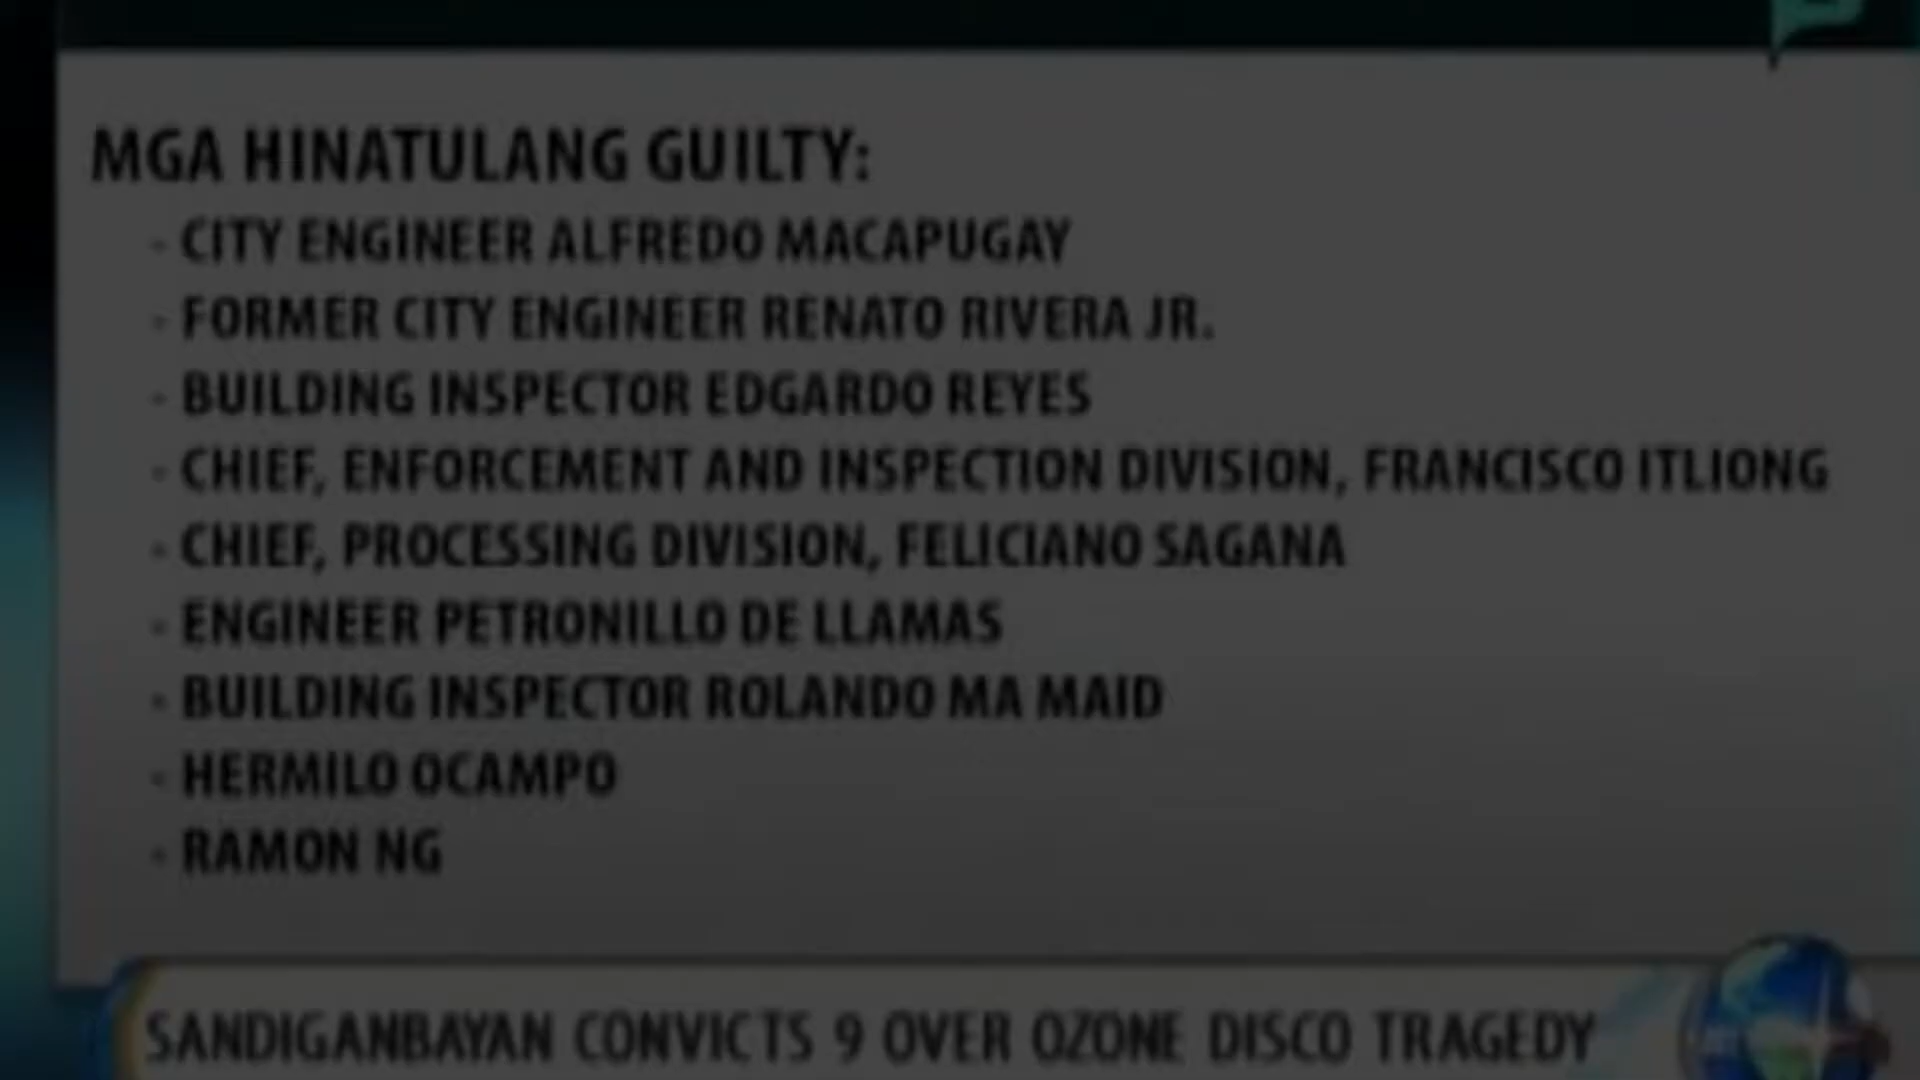 MGA HINATULANG GUILTY:
- CITY ENGINEER ALFREDO MACAPUGAY
- FORMER CITY ENGINEER RENATO RIVERA JR.
- BUILDING INSPECTOR EDGARDO REYES
- CHIEF, ENFORCEMENT AND INSPECTION DIVISION, FRANCISCO ITLIONG
- CHIEF, PROCESSING DIVISION, FELICIANO SAGANA
- ENGINEER PETRONILLO DE LLAMAS
- BUILDING INSPECTOR ROLANDO MA MAID
- HERMILO OCAMPO
- RAMON NG
SANDIGANBAYAN CONVICTS 9 OVER OZONE DISCO TRAGEDY